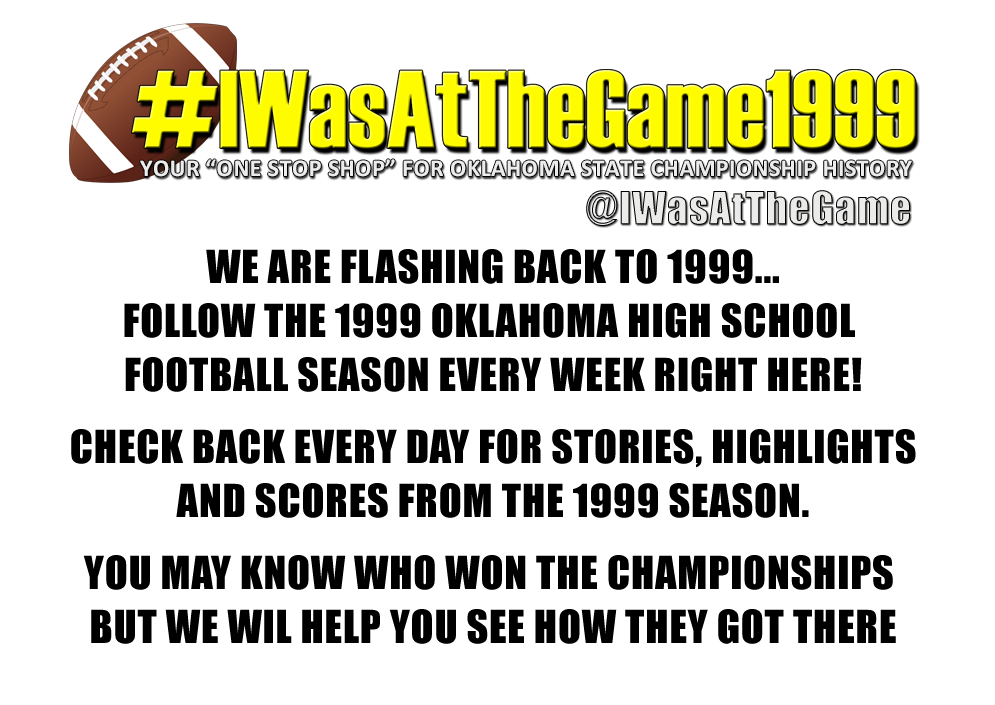 #IWasAtTheGame1999
YOUR “ONE STOP SHOP” FOR OKLAHOMA STATE CHAMPIONSHIP HISTORY
@IWasAtTheGame
WE ARE FLASHING BACK TO 1999...
FOLLOW THE 1999 OKLAHOMA HIGH SCHOOL
FOOTBALL SEASON EVERY WEEK RIGHT HERE!
CHECK BACK EVERY DAY FOR STORIES, HIGHLIGHTS
AND SCORES FROM THE 1999 SEASON.
YOU MAY KNOW WHO WON THE CHAMPIONSHIPS
BUT WE WIL HELP YOU SEE HOW THEY GOT THERE